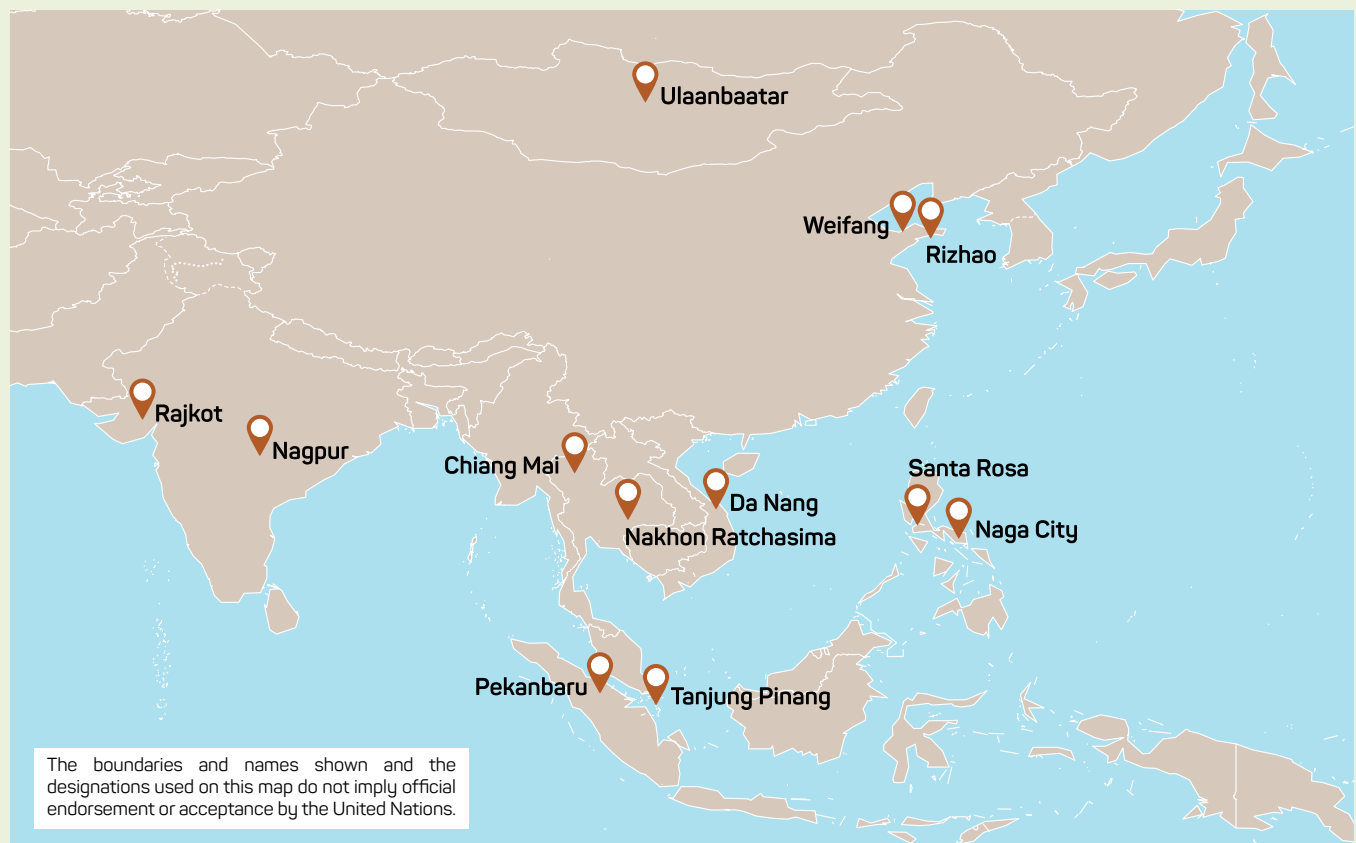 Ulaanbaatar
Weifang
Rizhao
Rajkot
Nagpur
Chiang Mai
Santa Rosa
Da Nang
Naga City
Nakhon Ratchasima
Pekanbaru
Tanjung Pinang
The boundaries and names shown and the
designations used on this map do not imply official
endorsement or acceptance by the United Nations.